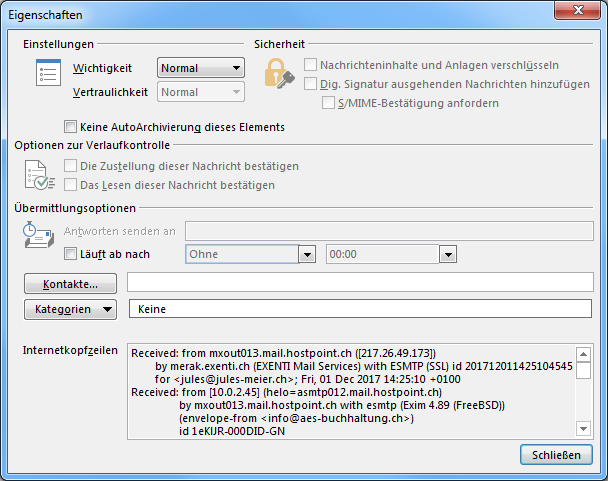 Eigenschaften
Einstellungen
Sicherheit
Wichtigkeit
Normal
Vertraulichkeit
Normal
Nachrichteninhalte und Anlagen verschlüsseln
Dig. Signatur ausgehenden Nachrichten hinzufügen
S/MIME-Bestätigung anfordern
Keine AutoArchivierung dieses Elements
Optionen zur Verlaufkontrolle
Die Zustellung dieser Nachricht bestätigen
Das Lesen dieser Nachricht bestätigen
Übermittlungsoptionen
Antworten senden an
Läuft ab nach
Ohne
00:00
Kontakte...
Kategorien
Keine
Internetkopfzeilen
Received: from mxout013.mail.hostpoint.ch ([217.26.49.173])
by merak.exenti.ch (EXENTI Mail Services) with ESMTP (SSL) id 201712011425104545
for <jules@jules-meier.ch>; Fri, 01 Dec 2017 14:25:10 +0100
Received: from [10.0.2.45] (helo=asmtp012.mail.hostpoint.ch)
by mxout013.mail.hostpoint.ch with esmtp (Exim 4.89 (FreeBSD))
(envelope-from <info@aes-buchhaltung.ch>)
id 1eKlJR-000DID-GN
Schließen